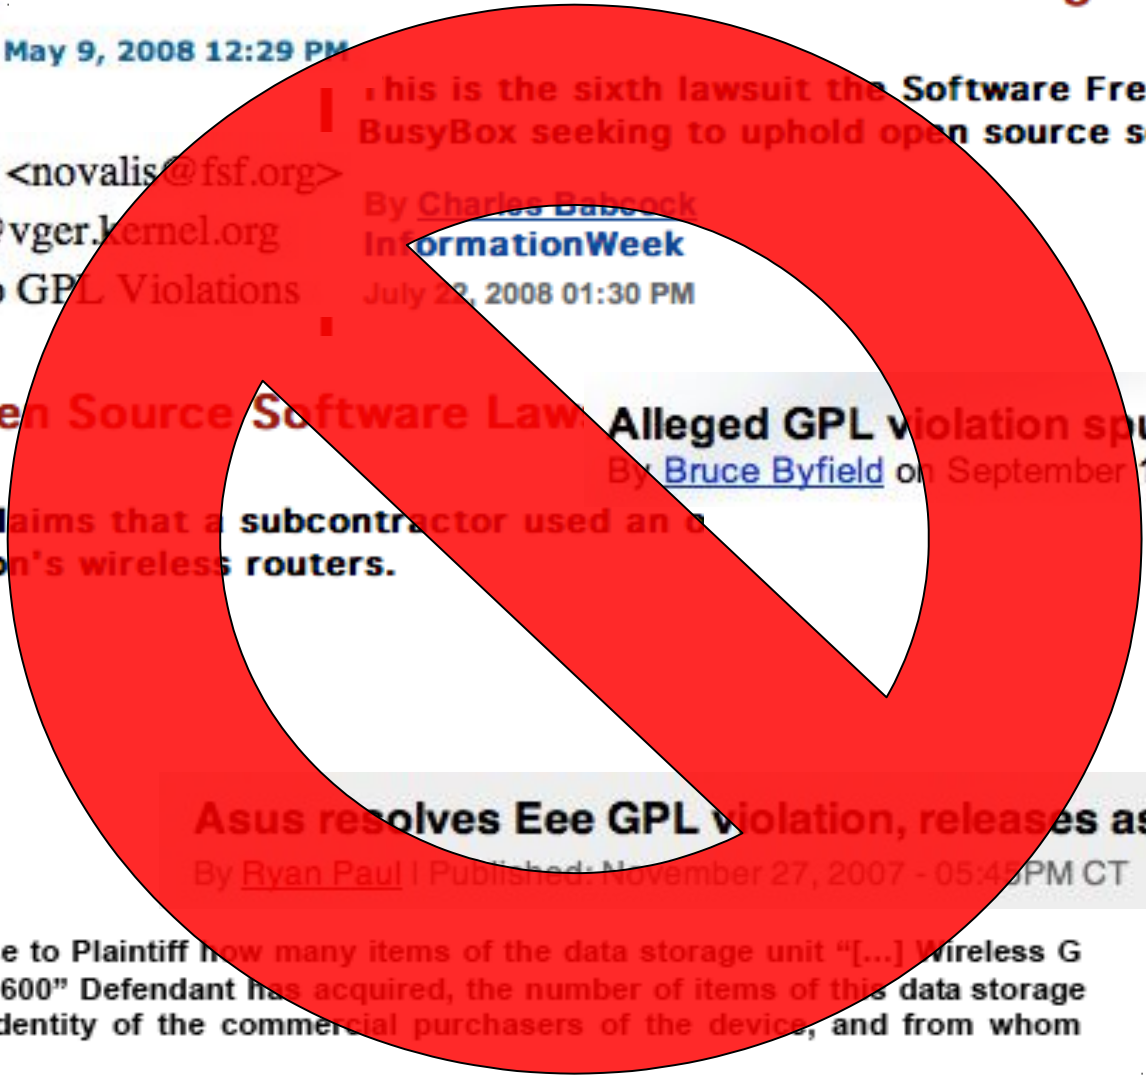 May 9, 2008 12:29 PM
his is the sixth lawsuit the Software Fre
BusyBox seeking to uphold open source s
<novalis@fsf.org>
@vger.kernel.org
GPL Violations
By Charles Babcock
InformationWeek
July 22, 2008 01:30 PM
en Source Software Law
Alleged GPL violation spu
By Bruce Byfield on September 1
laims that a subcontractor used an o
on's wireless routers.
Asus resolves Eee GPL violation, releases as
By Ryan Paul | Published: November 27, 2007 - 05:45PM CT
e to Plaintiff how many items of the data storage unit “[...] Wireless G
600” Defendant has acquired, the number of items of this data storage
dentity of the commercial purchasers of the device, and from whom